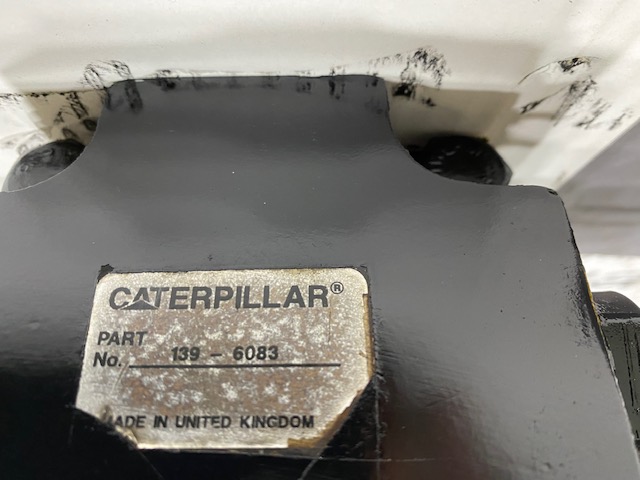 CATERPILLAR®
PART
No. 139-6083
MADE IN UNITED KINGDOM